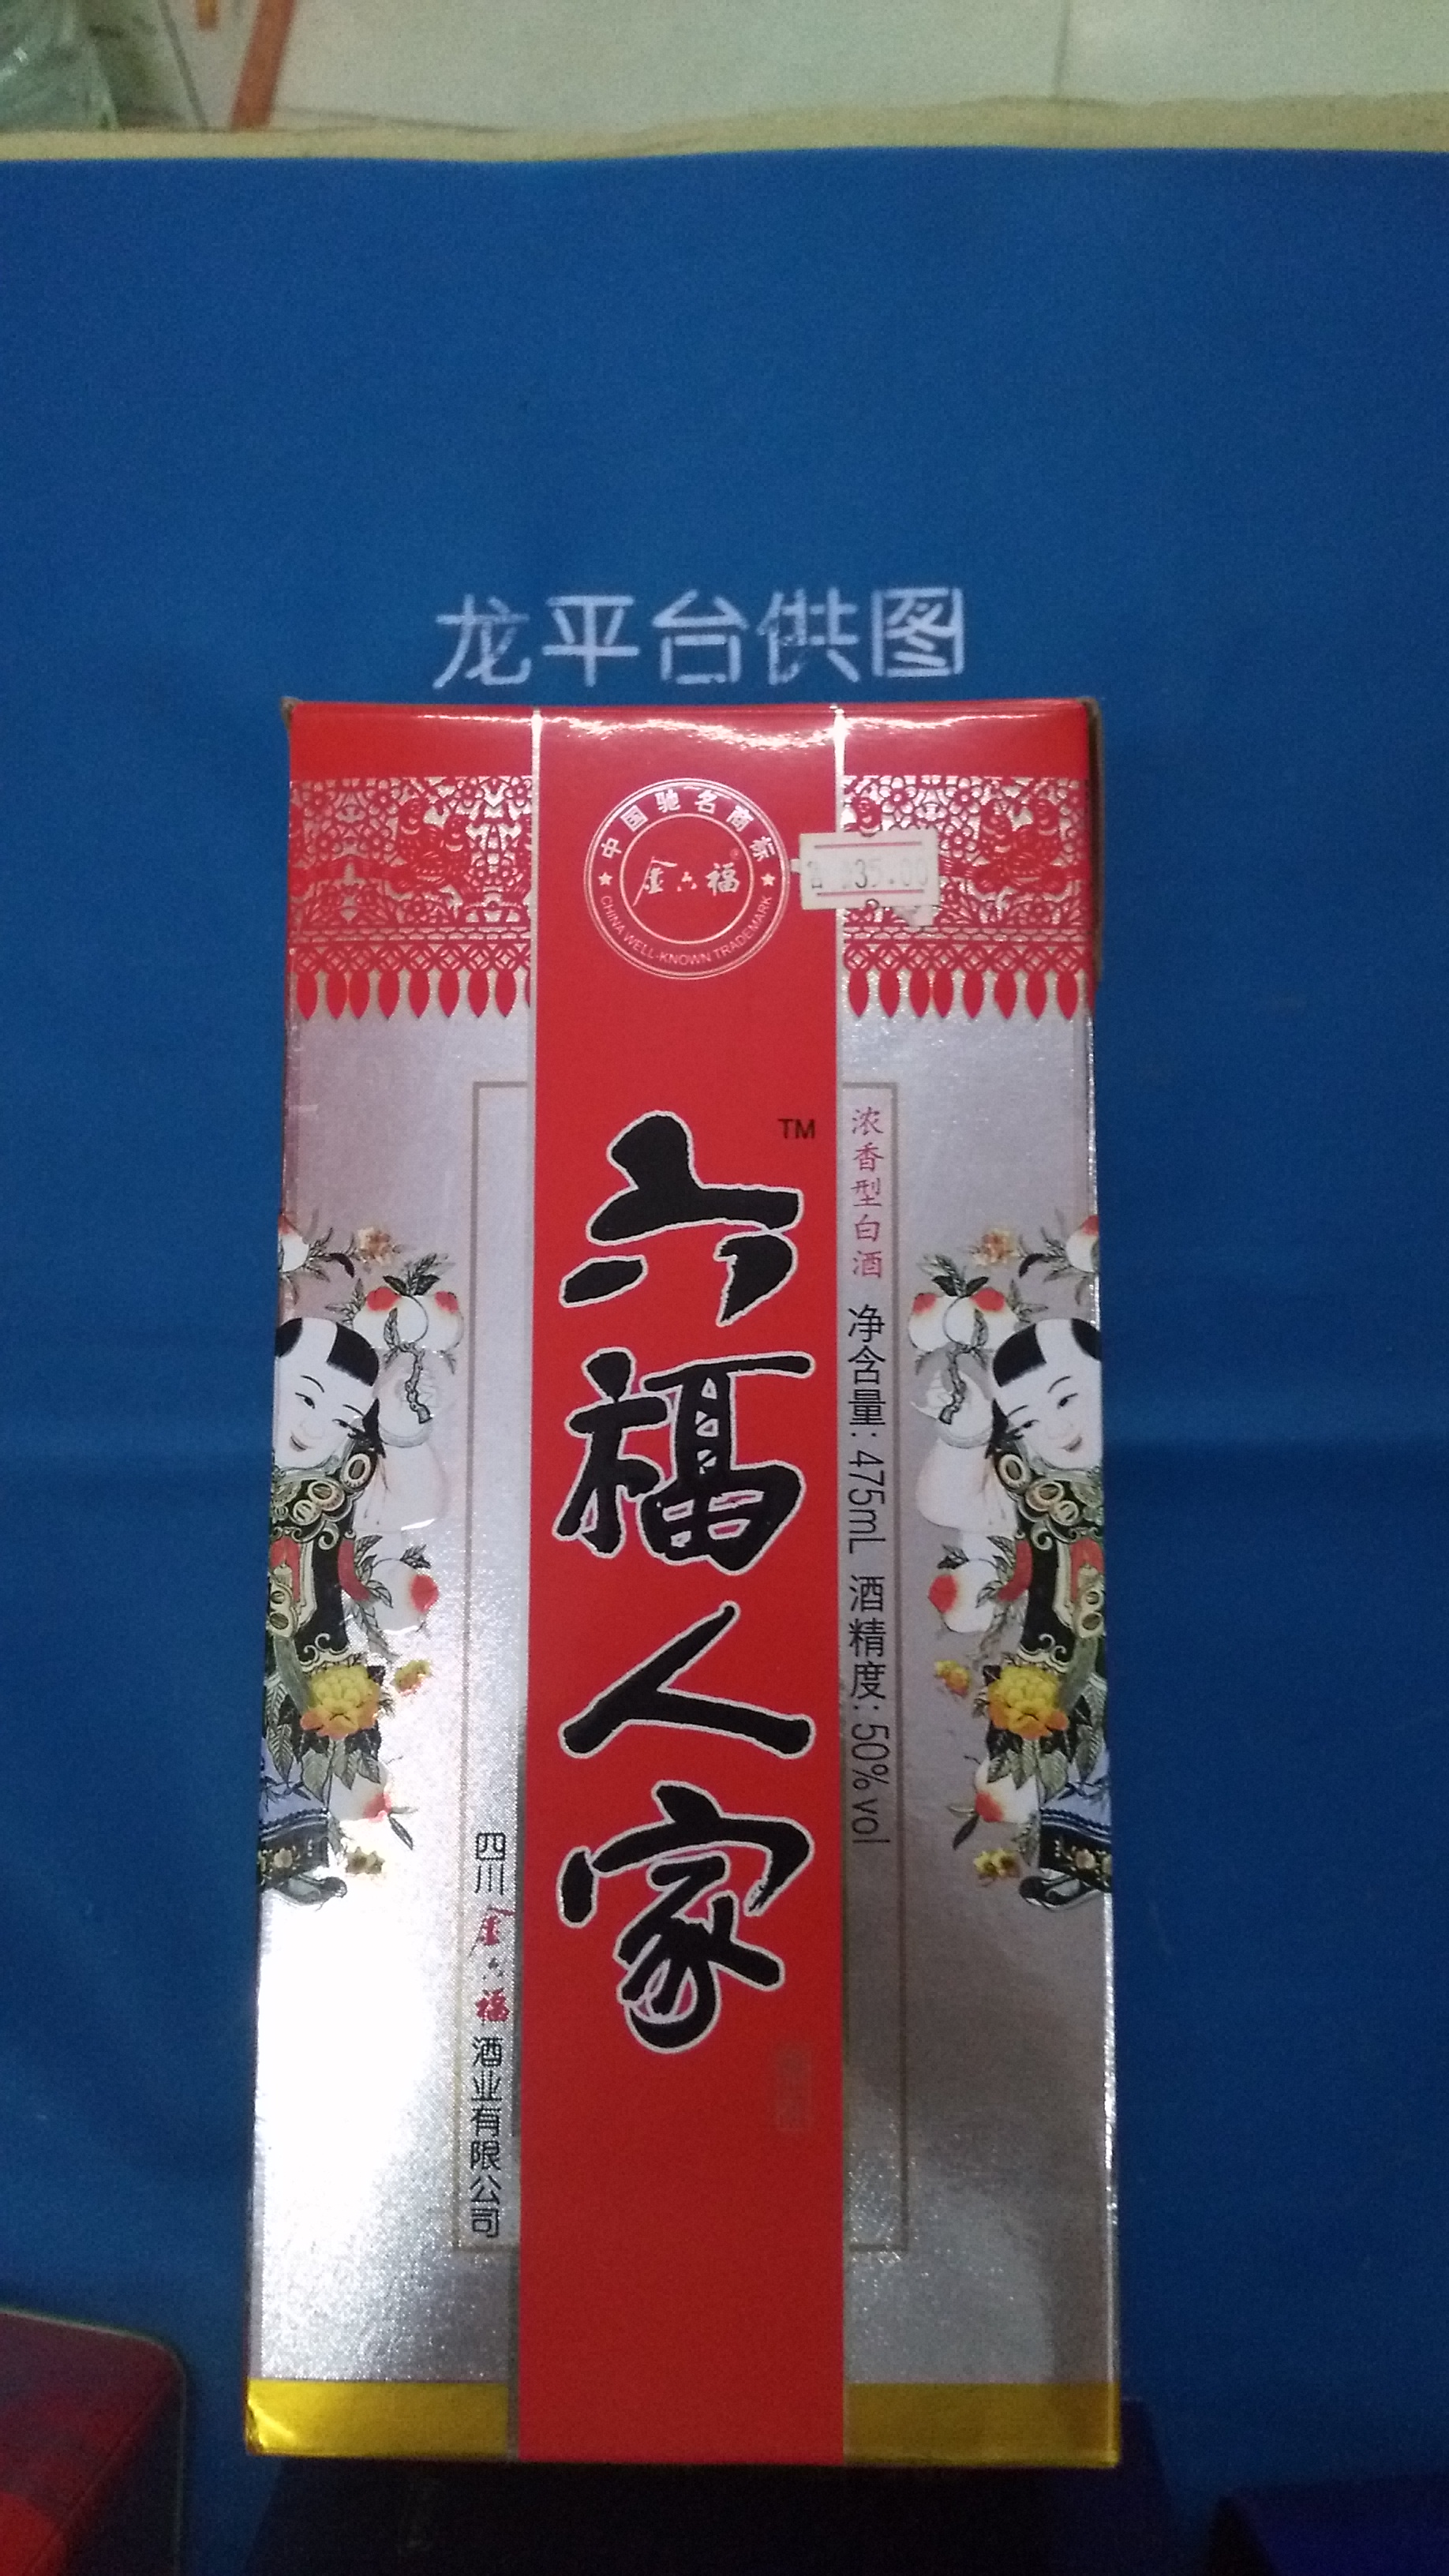 龙平台供图
中国驰名商标
金六福
CHINA WELL-KNOWN TRADEMARK
35.00
TM
六福人家
浓香型白酒 净含量: 475mL 酒精度: 50%vol
四川金六福酒业有限公司